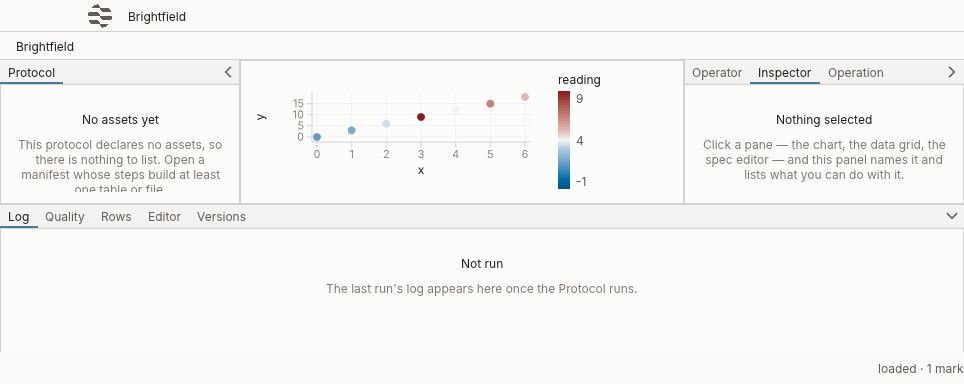 Brightfield
Brightfield
Protocol
No assets yet
This protocol declares no assets, so
there is nothing to list. Open a
manifest whose steps build at least
one table or file
y
15
10
5
0
0 1 2 3 4 5 6
x
reading
9
4
-1
Operator Inspector Operation
Nothing selected
Click a pane — the chart, the data grid, the
spec editor — and this panel names it and
lists what you can do with it.
Log Quality Rows Editor Versions
Not run
The last run's log appears here once the Protocol runs.
loaded · 1 mark